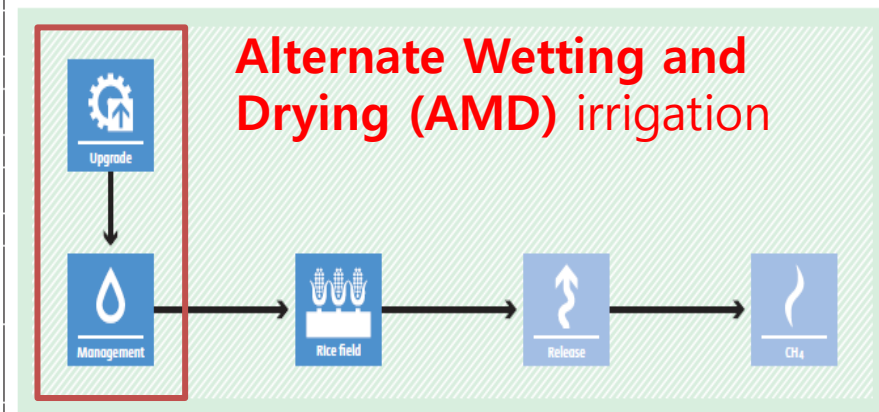 Alternate Wetting and
Drying (AMD) irrigation
Upgrade
Management
Rice field
Release
CH₄